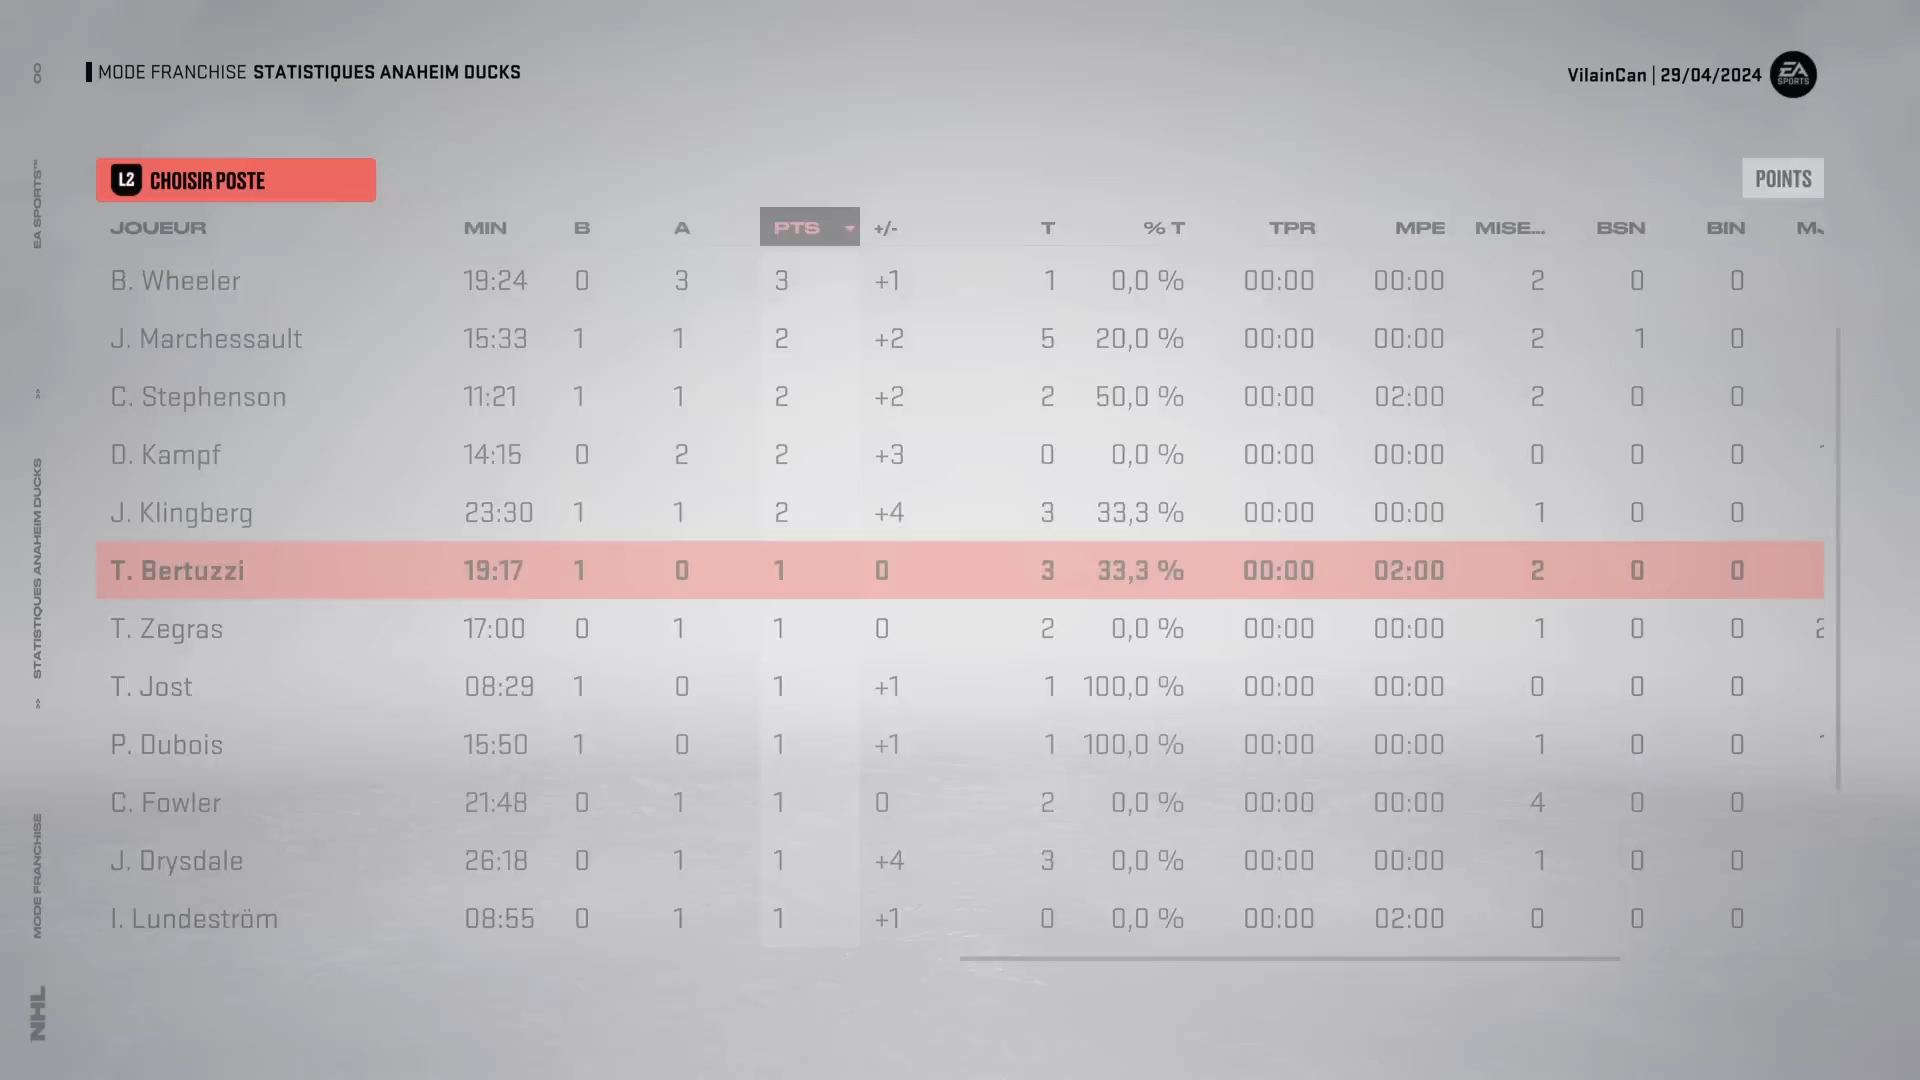 MODE FRANCHISE STATISTIQUES ANAHEIM DUCKS
VilainCan | 29/04/2024
EA SPORTS
L2 CHOISIR POSTE
POINTS
JOUEUR MIN B A PTS +/- T % T TPR MPE MISE... BSN BIN
B. Wheeler 19:24 0 3 3 +1 1 0,0 % 00:00 00:00 2 0 0
J. Marchessault 15:33 1 1 2 +2 5 20,0 % 00:00 00:00 2 1 0
C. Stephenson 11:21 1 1 2 +2 2 50,0 % 00:00 02:00 2 0 0
D. Kampf 14:15 0 2 2 +3 0 0,0 % 00:00 00:00 0 0 0
J. Klingberg 23:30 1 1 2 +4 3 33,3 % 00:00 00:00 1 0 0
T. Bertuzzi 19:17 1 0 1 0 3 33,3 % 00:00 02:00 2 0 0
T. Zegras 17:00 0 1 1 0 2 0,0 % 00:00 00:00 1 0 0 2
T. Jost 08:29 1 0 1 +1 1 100,0 % 00:00 00:00 0 0 0
P. Dubois 15:50 1 0 1 +1 1 100,0 % 00:00 00:00 1 0 0
C. Fowler 21:48 0 1 1 0 2 0,0 % 00:00 00:00 4 0 0
J. Drysdale 26:18 0 1 1 +4 3 0,0 % 00:00 00:00 1 0 0
I. Lundeström 08:55 0 1 1 +1 0 0,0 % 00:00 02:00 0 0 0
NHL
MODE FRANCHISE
>> STATISTIQUES ANAHEIM DUCKS
>>
EA SPORTS™